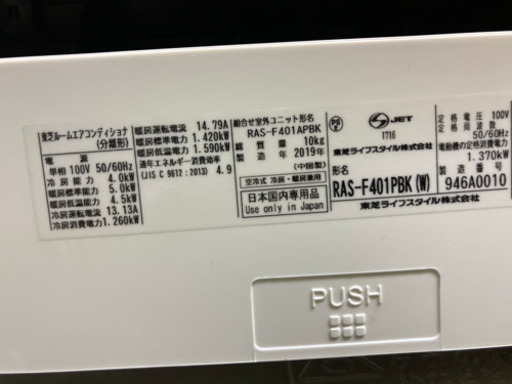 東芝ルームエアコンディショナ
(分離形)
電 源
単相 100V 50/60Hz
冷房能力 4.0kW
暖房標準能力 5.0kW
暖房低温能力 4.5kW
冷房運転電流 13.13A
冷房消費電力 1.260kW
暖房運転電流 14.79A
暖房標準電力 1.420kW
暖房低温電力 1.590kW
通年エネルギー消費効率
(JIS C 9612 : 2013) 4.9
組合せ室外ユニット形名
RAS-F401APBK
総質量 10kg
製造年 2019年
(中国製)
空冷式 冷房・暖房兼用
日本国内専用品
Use only in Japan
PS E
JET
1716
東芝ライフスタイル株式会社
形名
RAS-F401PBK(W)
東芝ライフスタイル株式会社
定格電圧 100V
定格周波数
50/60Hz
電動機の定格消費電力
1.370kW
製造番号
946A0010
PUSH